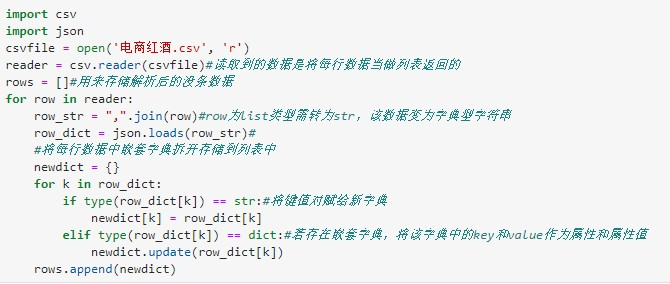 import csv
import json
csvfile = open('电商红酒.csv', 'r')
reader = csv.reader(csvfile)#读取到的数据是将每行数据当做列表返回的
rows = []#用来存储解析后的没条数据
for row in reader:
    row_str = ",".join(row)#row为list类型需转为str，该数据变为字典型字符串
    row_dict = json.loads(row_str)#
    #将每行数据中嵌套字典拆开存储到列表中
    newdict = {}
    for k in row_dict:
        if type(row_dict[k]) == str:#将键值对赋给新字典
            newdict[k] = row_dict[k]
        elif type(row_dict[k]) == dict:#若存在嵌套字典，将该字典中的key和value作为属性和属性值
            newdict.update(row_dict[k])
    rows.append(newdict)